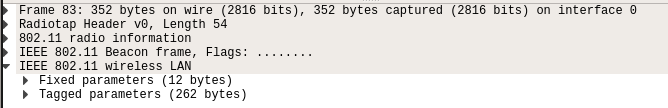 Frame 83: 352 bytes on wire (2816 bits), 352 bytes captured (2816 bits) on interface 0
Radiotap Header v0, Length 54
802.11 radio information
IEEE 802.11 Beacon frame, Flags: ........
IEEE 802.11 wireless LAN
Fixed parameters (12 bytes)
Tagged parameters (262 bytes)